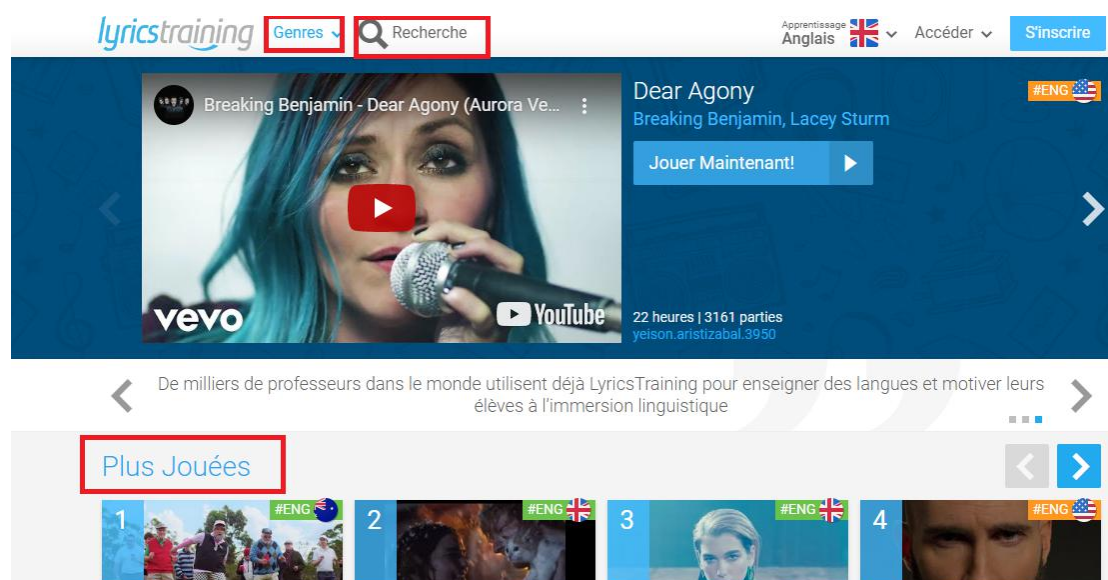 lyricstraining Genres Recherche Apprentissage Anglais Accéder S'inscrire
Breaking Benjamin - Dear Agony (Aurora Ve...
vevo
YouTube
Dear Agony
#ENG
Breaking Benjamin, Lacey Sturm
Jouer Maintenant!
22 heures | 3161 parties
yeison.aristizabal.3950
De milliers de professeurs dans le monde utilisent déjà LyricsTraining pour enseigner des langues et motiver leurs
élèves à l'immersion linguistique
Plus Jouées
1 #ENG 2 #ENG 3 #ENG 4 #ENG